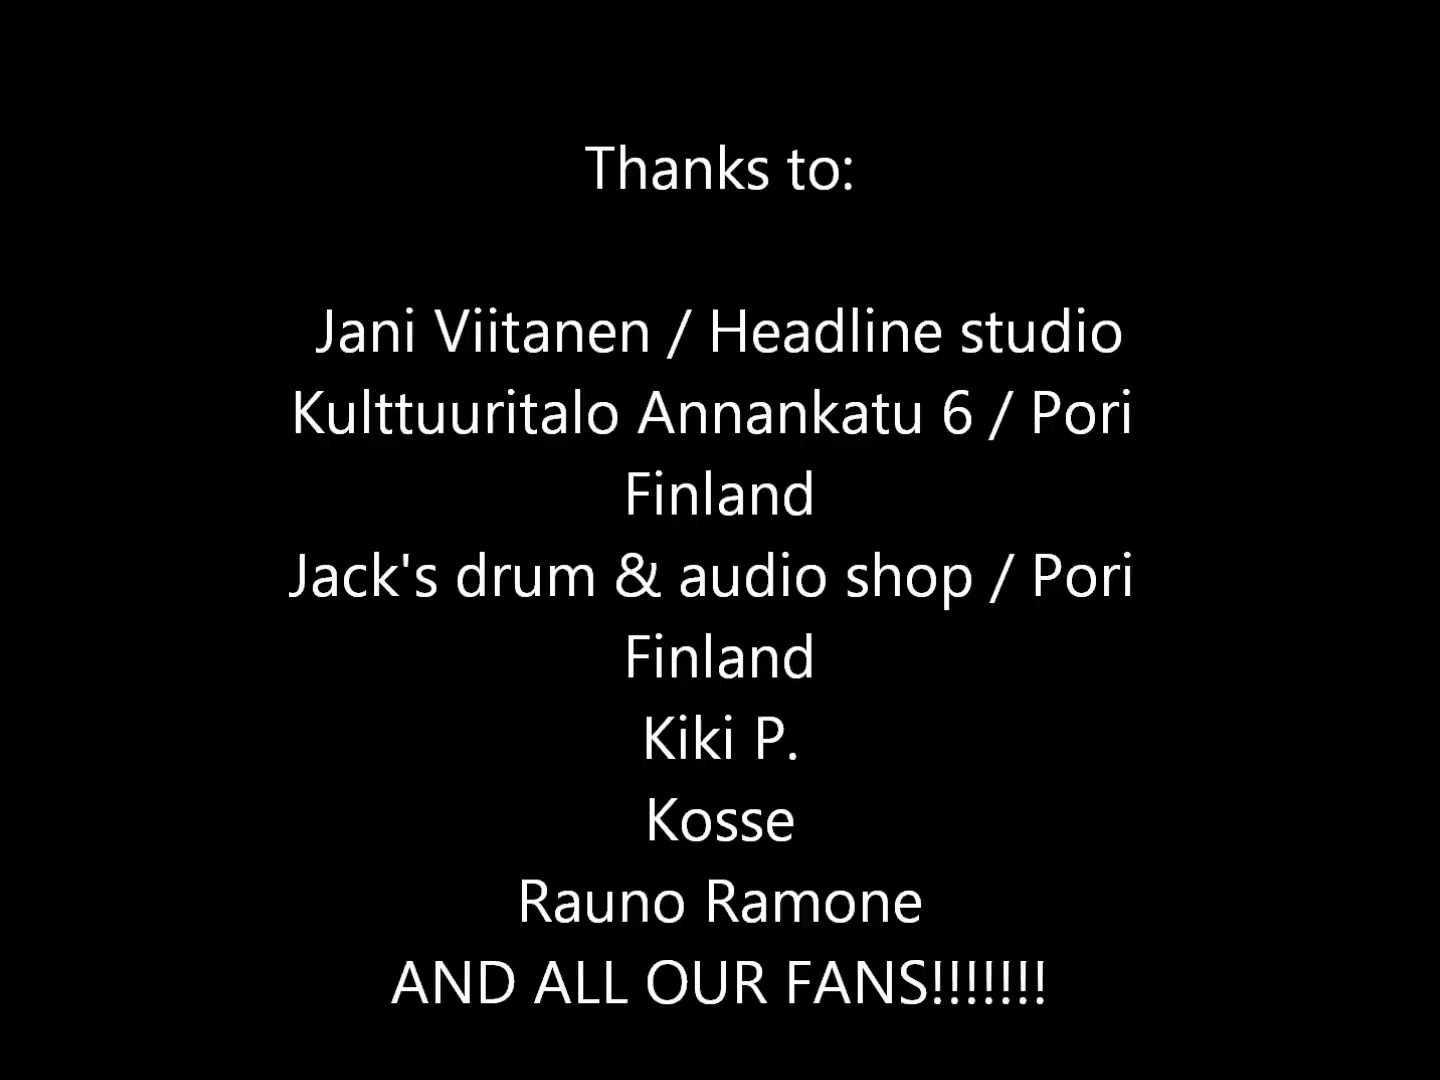 Thanks to:
Jani Viitanen / Headline studio
Kulttuuritalo Annankatu 6 / Pori
Finland
Jack's drum & audio shop / Pori
Finland
Kiki P.
Kosse
Rauno Ramone
AND ALL OUR FANS!!!!!!!